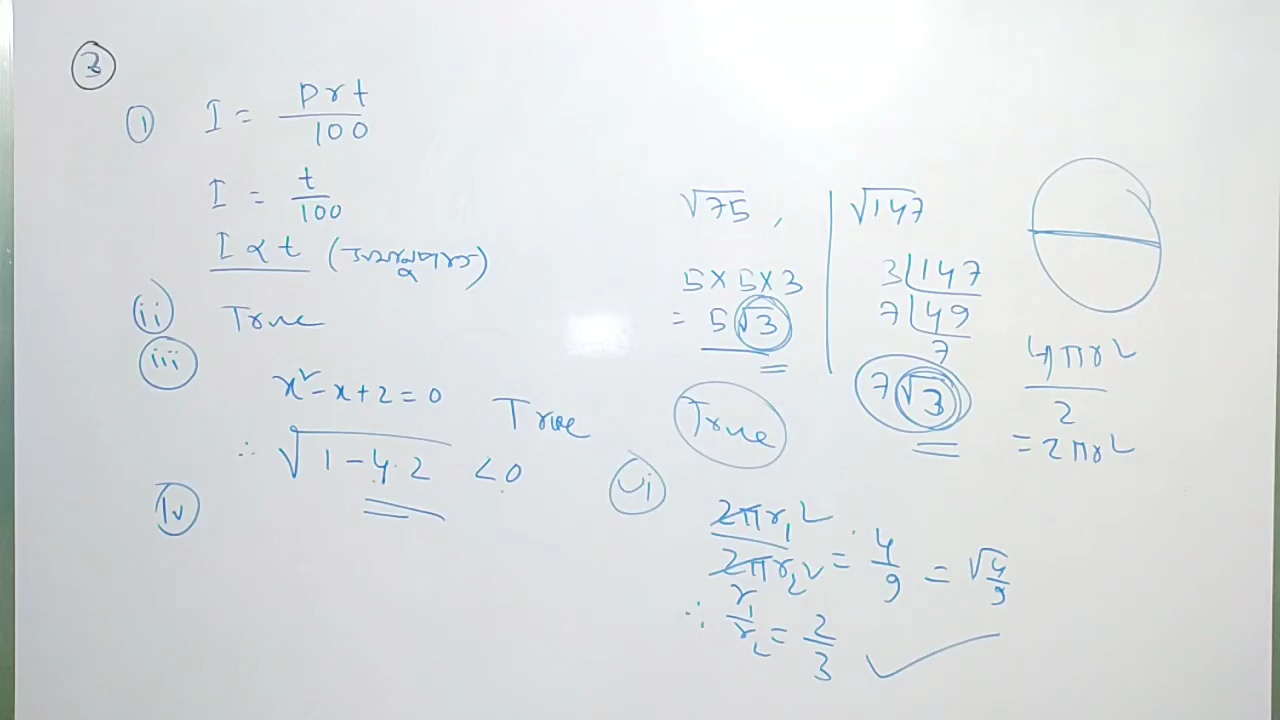 3
(i) I = prt/100
I = t/100
I ∝ t (
(ii) True
(iii)
x² - x + 2 = 0 True
∴ √1 - 4·2 < 0
(iv)
√75 ,
5 × 5 × 3
= 5√3
True
√147
3 147
7 49
7
7√3
4πr²/2
= 2πr²
(vi)
2πr₁²/2πr₂² = 4/9 = √4/9
∴ r₁/r₂ = 2/3 ✓